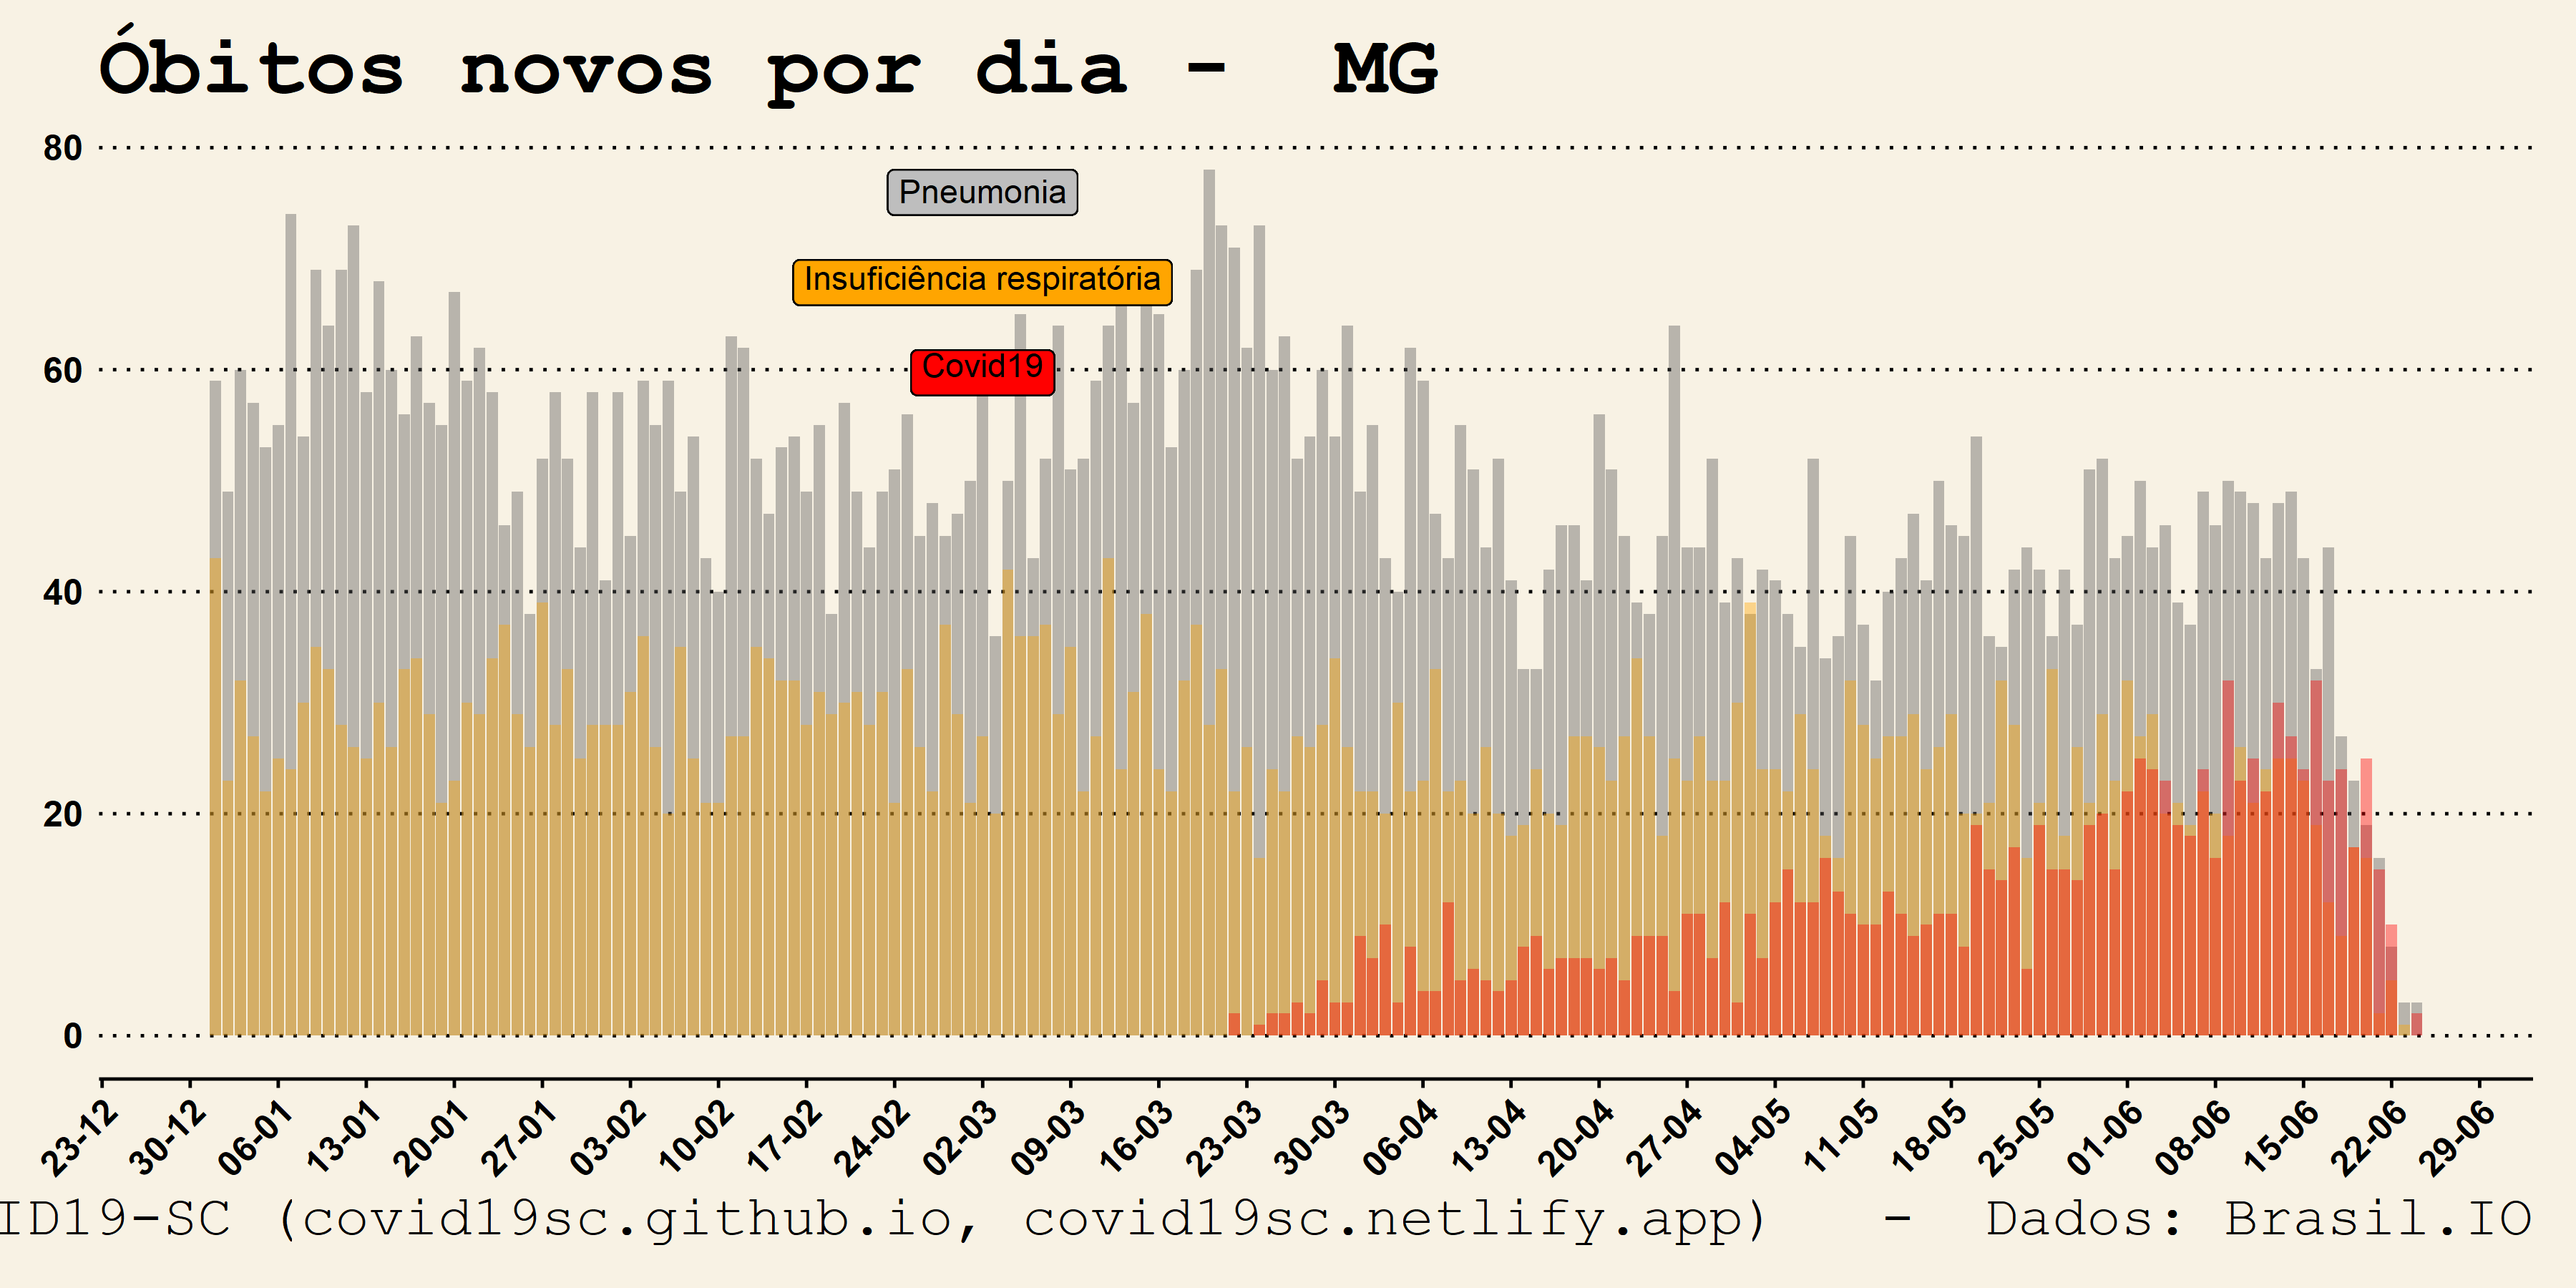 Óbitos novos por dia - MG
80
60
40
20
0
Pneumonia
Insuficiência respiratória
Covid19
23-12 30-12 06-01 13-01 20-01 27-01 03-02 10-02 17-02 24-02 02-03 09-03 16-03 23-03 30-03 06-04 13-04 20-04 27-04 04-05 11-05 18-05 25-05 01-06 08-06 15-06 22-06 29-06
ID19-SC (covid19sc.github.io, covid19sc.netlify.app) - Dados: Brasil.IO